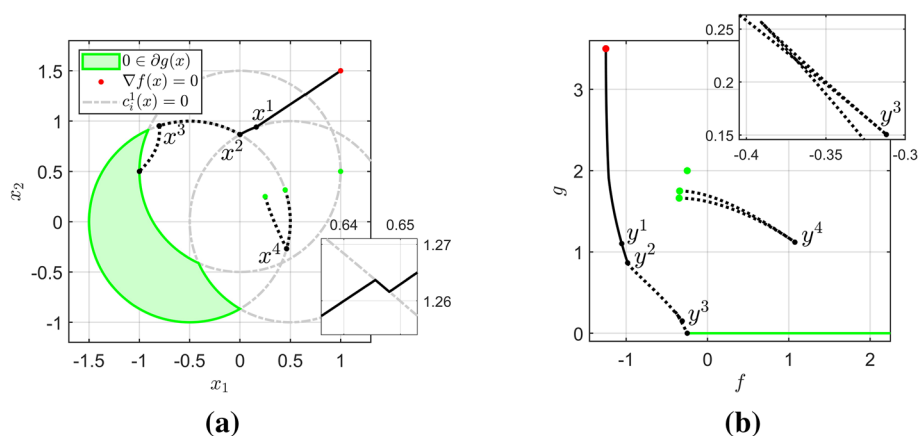 0 ∈ ∂g(x)
∇f(x) = 0
c_i^1(x) = 0
1.5
1
0.5
0
-0.5
-1
x_2
x^1
x^2
x^3
x^4
0.64 0.65
1.27
1.26
-1.5 -1 -0.5 0 0.5 1
x_1
(a)
0.25
0.2
0.15
y^3
-0.4 -0.35 -0.3
3
2
1
0
g
y^1
y^2
y^3
y^4
-1 0 1 2
f
(b)